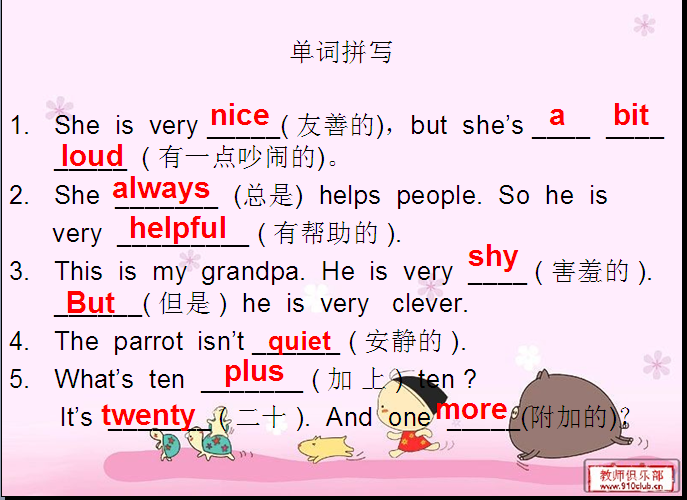 单词拼写
1. She is very nice (友善的)，but she's a bit
loud (有一点吵闹的)。
2. She always (总是) helps people. So he is
very helpful (有帮助的).
3. This is my grandpa. He is very shy (害羞的).
But (但是) he is very clever.
4. The parrot isn't quiet (安静的).
5. What's ten plus (加上) ten?
It's twenty (二十). And one more (附加的)?
教师俱乐部
www.910club.cn